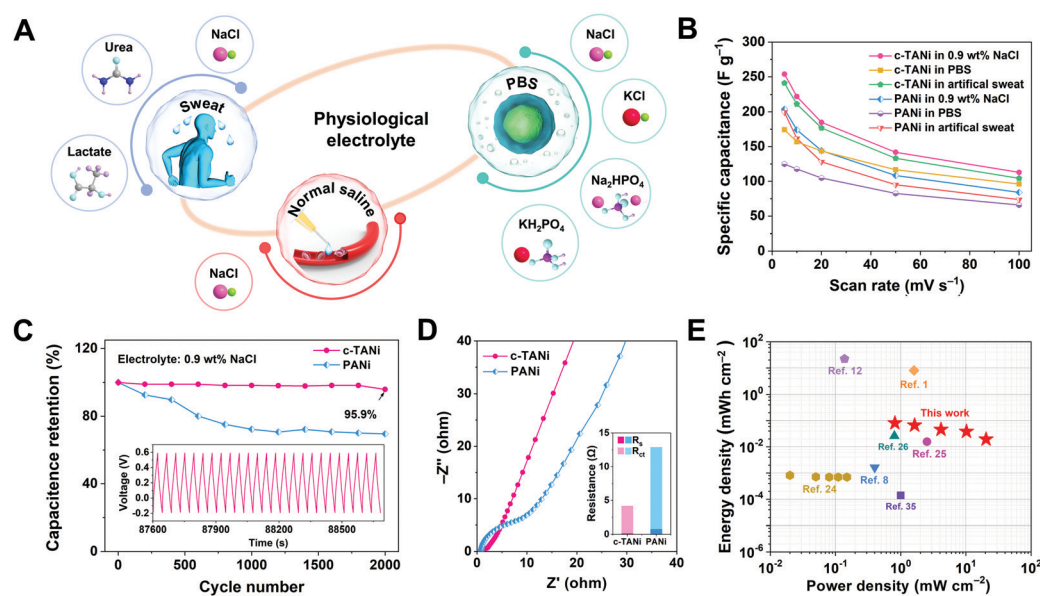 A
Urea
NaCl
Sweat
Lactate
Physiological
electrolyte
Normal saline
NaCl
PBS
NaCl
KCl
Na₂HPO₄
KH₂PO₄
B
Specific capacitance (F g⁻¹)
300
250
200
150
100
50
0
c-TANi in 0.9 wt% NaCl
c-TANi in PBS
c-TANi in artifical sweat
PANi in 0.9 wt% NaCl
PANi in PBS
PANi in artifical sweat
0 20 40 60 80 100
Scan rate (mV s⁻¹)
C
Capacitence retention (%)
120
80
40
0
Electrolyte: 0.9 wt% NaCl
c-TANi
PANi
95.9%
Voltage (V)
0.8
0.4
0.0
-0.2
87600 87900 88200 88500
Time (s)
0 500 1000 1500 2000
Cycle number
D
–Z'' (ohm)
40
30
20
10
0
c-TANi
PANi
Resistance (Ω)
15
10
5
0
Rs
Rct
c-TANi PANi
0 5 10 15 20 25 30 35
Z' (ohm)
E
Energy density (mWh cm⁻²)
10²
10⁰
10⁻²
10⁻⁴
10⁻⁶
Ref. 12
Ref. 1
This work
Ref. 26
Ref. 25
Ref. 24
Ref. 8
Ref. 35
10⁻² 10⁻¹ 10⁰ 10¹ 10²
Power density (mW cm⁻²)